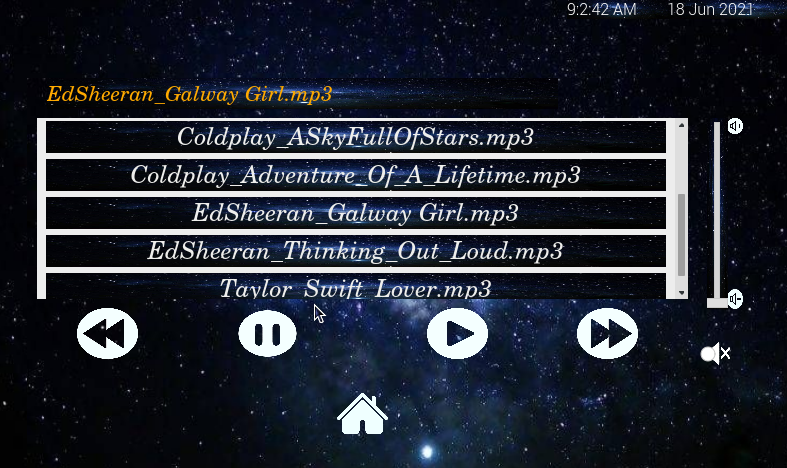 9:2:42 AM 18 Jun 2021
EdSheeran_Galway Girl.mp3
Coldplay_ASkyFullOfStars.mp3
Coldplay_Adventure_Of_A_Lifetime.mp3
EdSheeran_Galway Girl.mp3
EdSheeran_Thinking_Out_Loud.mp3
Taylor_Swift_Lover.mp3